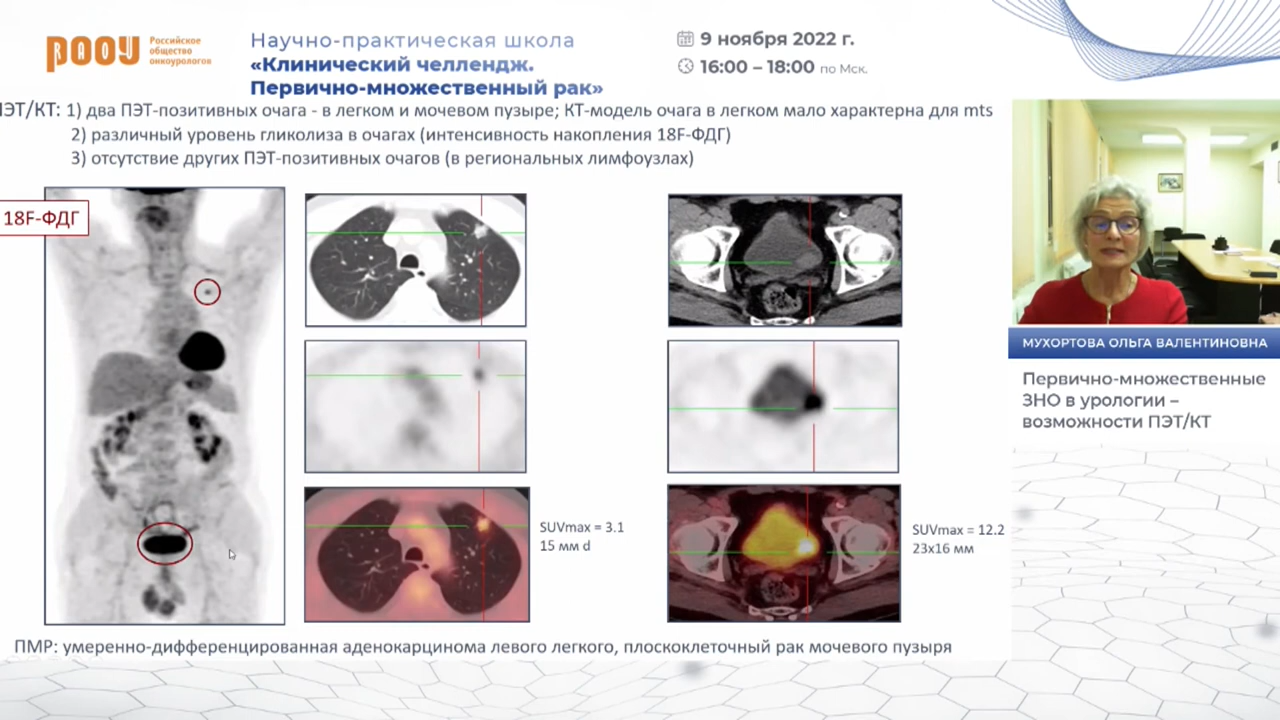 РАОУ
Российское
общество
онкоурологов
Научно-практическая школа
«Клинический челлендж.
Первично-множественный рак»
9 ноября 2022 г.
16:00 – 18:00 по Мск.
ПЭТ/КТ: 1) два ПЭТ-позитивных очага - в легком и мочевом пузыре; КТ-модель очага в легком мало характерна для mts
2) различный уровень гликолиза в очагах (интенсивность накопления 18F-ФДГ)
3) отсутствие других ПЭТ-позитивных очагов (в региональных лимфоузлах)
18F-ФДГ
SUVmax = 3.1
15 мм d
SUVmax = 12.2
23x16 мм
МУХОРТОВА ОЛЬГА ВАЛЕНТИНОВНА
Первично-множественные
ЗНО в урологии –
возможности ПЭТ/КТ
ПМР: умеренно-дифференцированная аденокарцинома левого легкого, плоскоклеточный рак мочевого пузыря